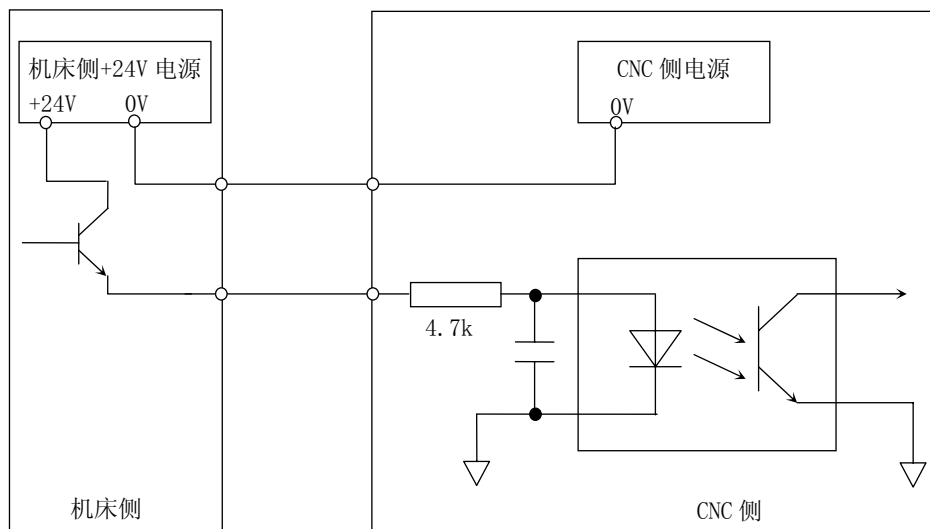 机床侧+24V 电源
+24V 0V
CNC 侧电源
0V
4.7k
机床侧
CNC 侧